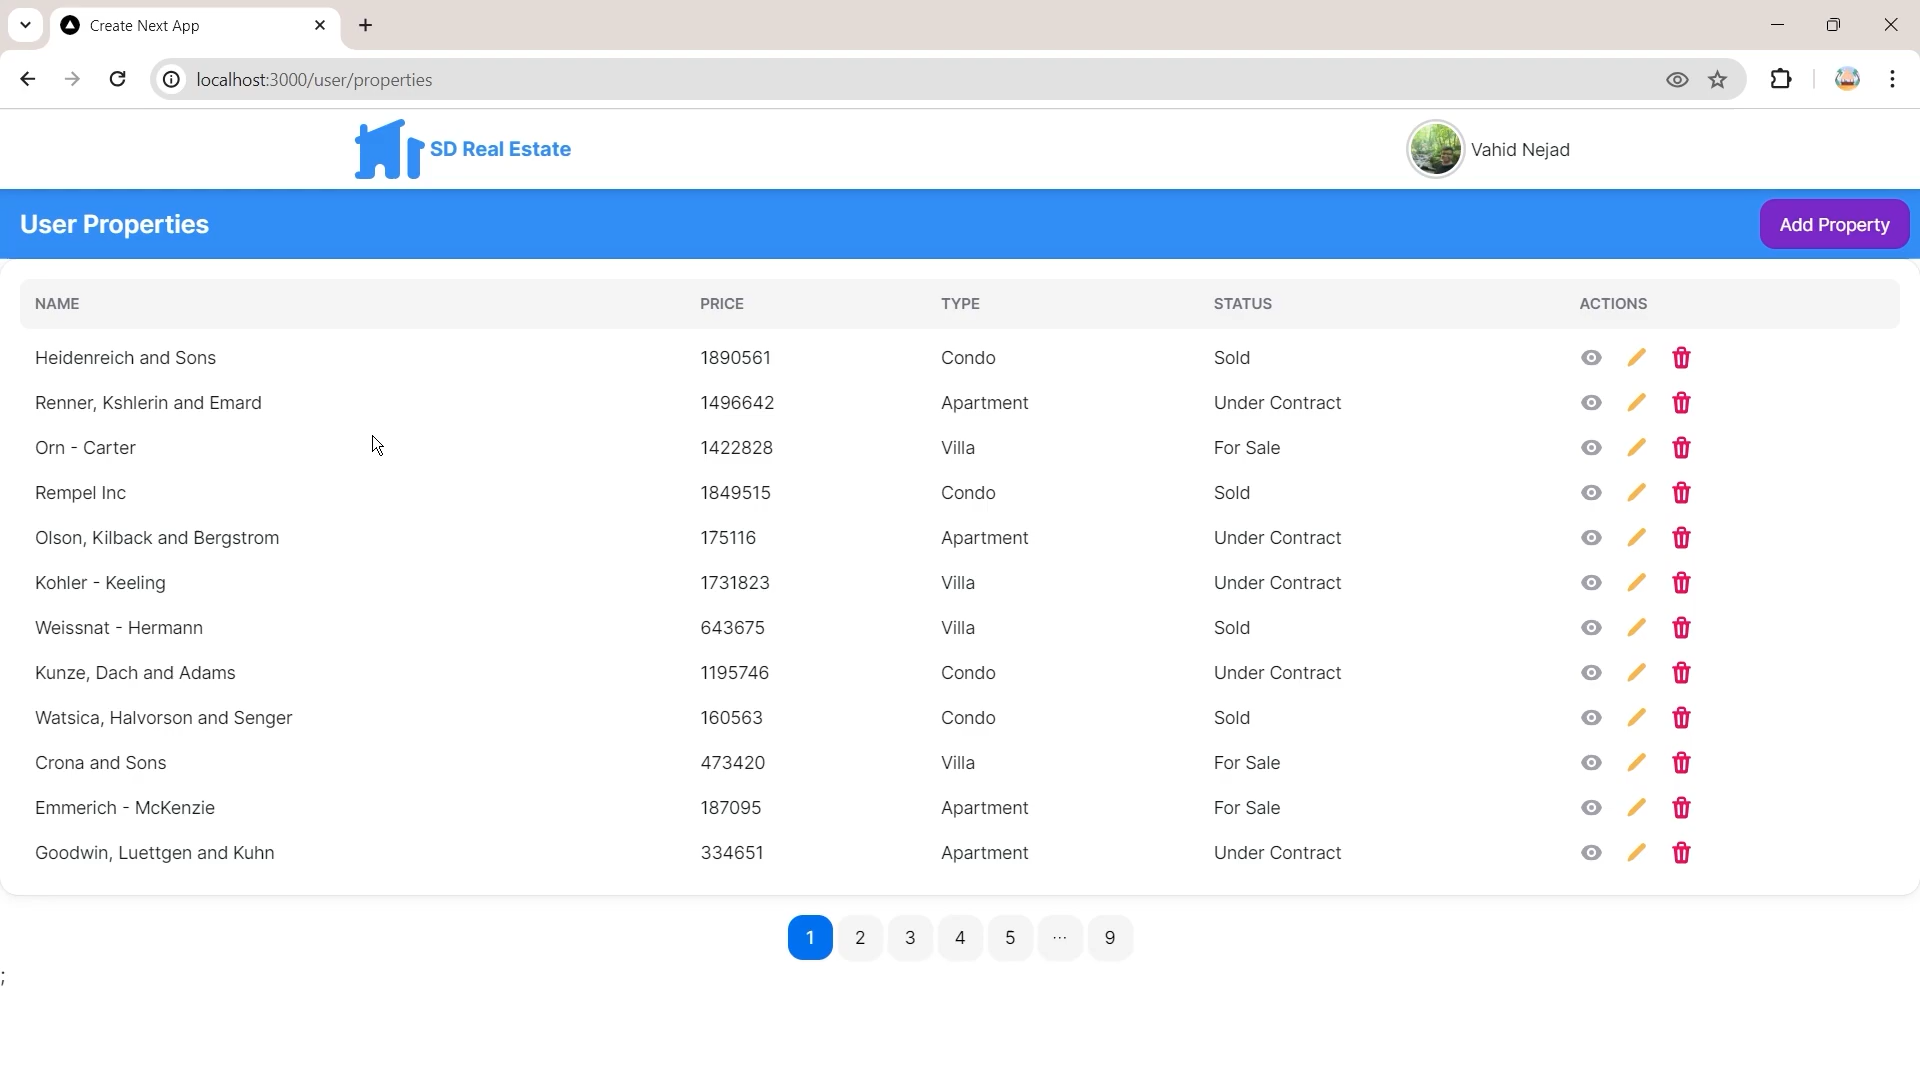 Create Next App
localhost:3000/user/properties
SD Real Estate
Vahid Nejad
User Properties
Add Property
NAME PRICE TYPE STATUS ACTIONS
Heidenreich and Sons 1890561 Condo Sold
Renner, Kshlerin and Emard 1496642 Apartment Under Contract
Orn - Carter 1422828 Villa For Sale
Rempel Inc 1849515 Condo Sold
Olson, Kilback and Bergstrom 175116 Apartment Under Contract
Kohler - Keeling 1731823 Villa Under Contract
Weissnat - Hermann 643675 Villa Sold
Kunze, Dach and Adams 1195746 Condo Under Contract
Watsica, Halvorson and Senger 160563 Condo Sold
Crona and Sons 473420 Villa For Sale
Emmerich - McKenzie 187095 Apartment For Sale
Goodwin, Luettgen and Kuhn 334651 Apartment Under Contract
1 2 3 4 5 ... 9
;